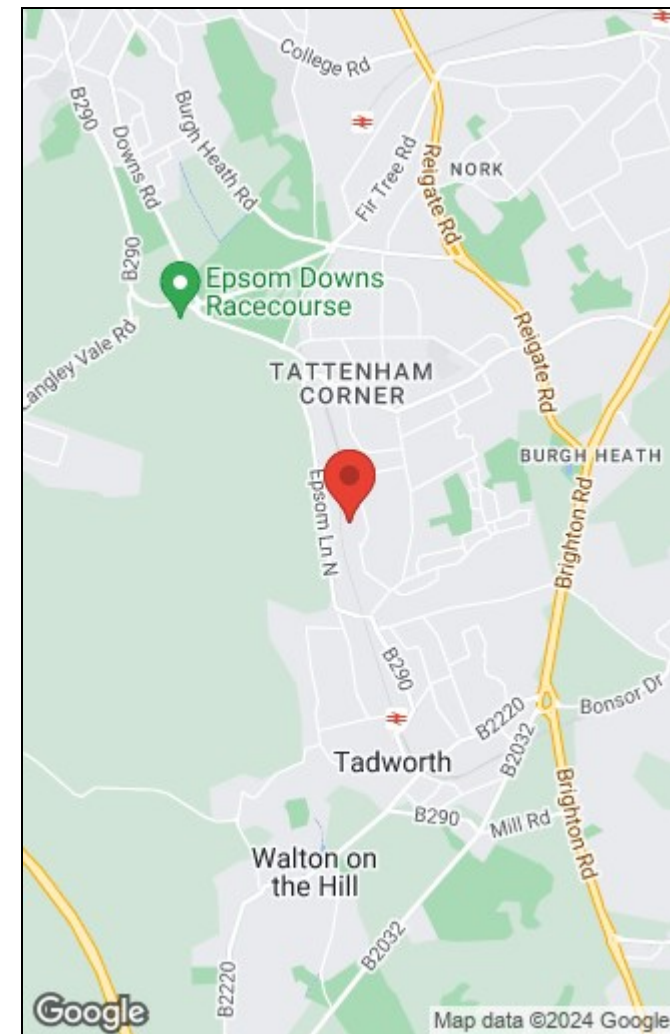 College Rd
B290
Downs Rd
Burgh Heath Rd
Fir Tree Rd
Reigate Rd
NORK
B290
Epsom Downs
Racecourse
Langley Vale Rd
Reigate Rd
TATTENHAM
CORNER
BURGH HEATH
Epsom Ln N
Brighton Rd
B290
B2220
Bonsor Dr
B2032
Tadworth
B290
Mill Rd
Brighton Rd
Walton on
the Hill
B2032
B2220
Google
Map data ©2024 Google